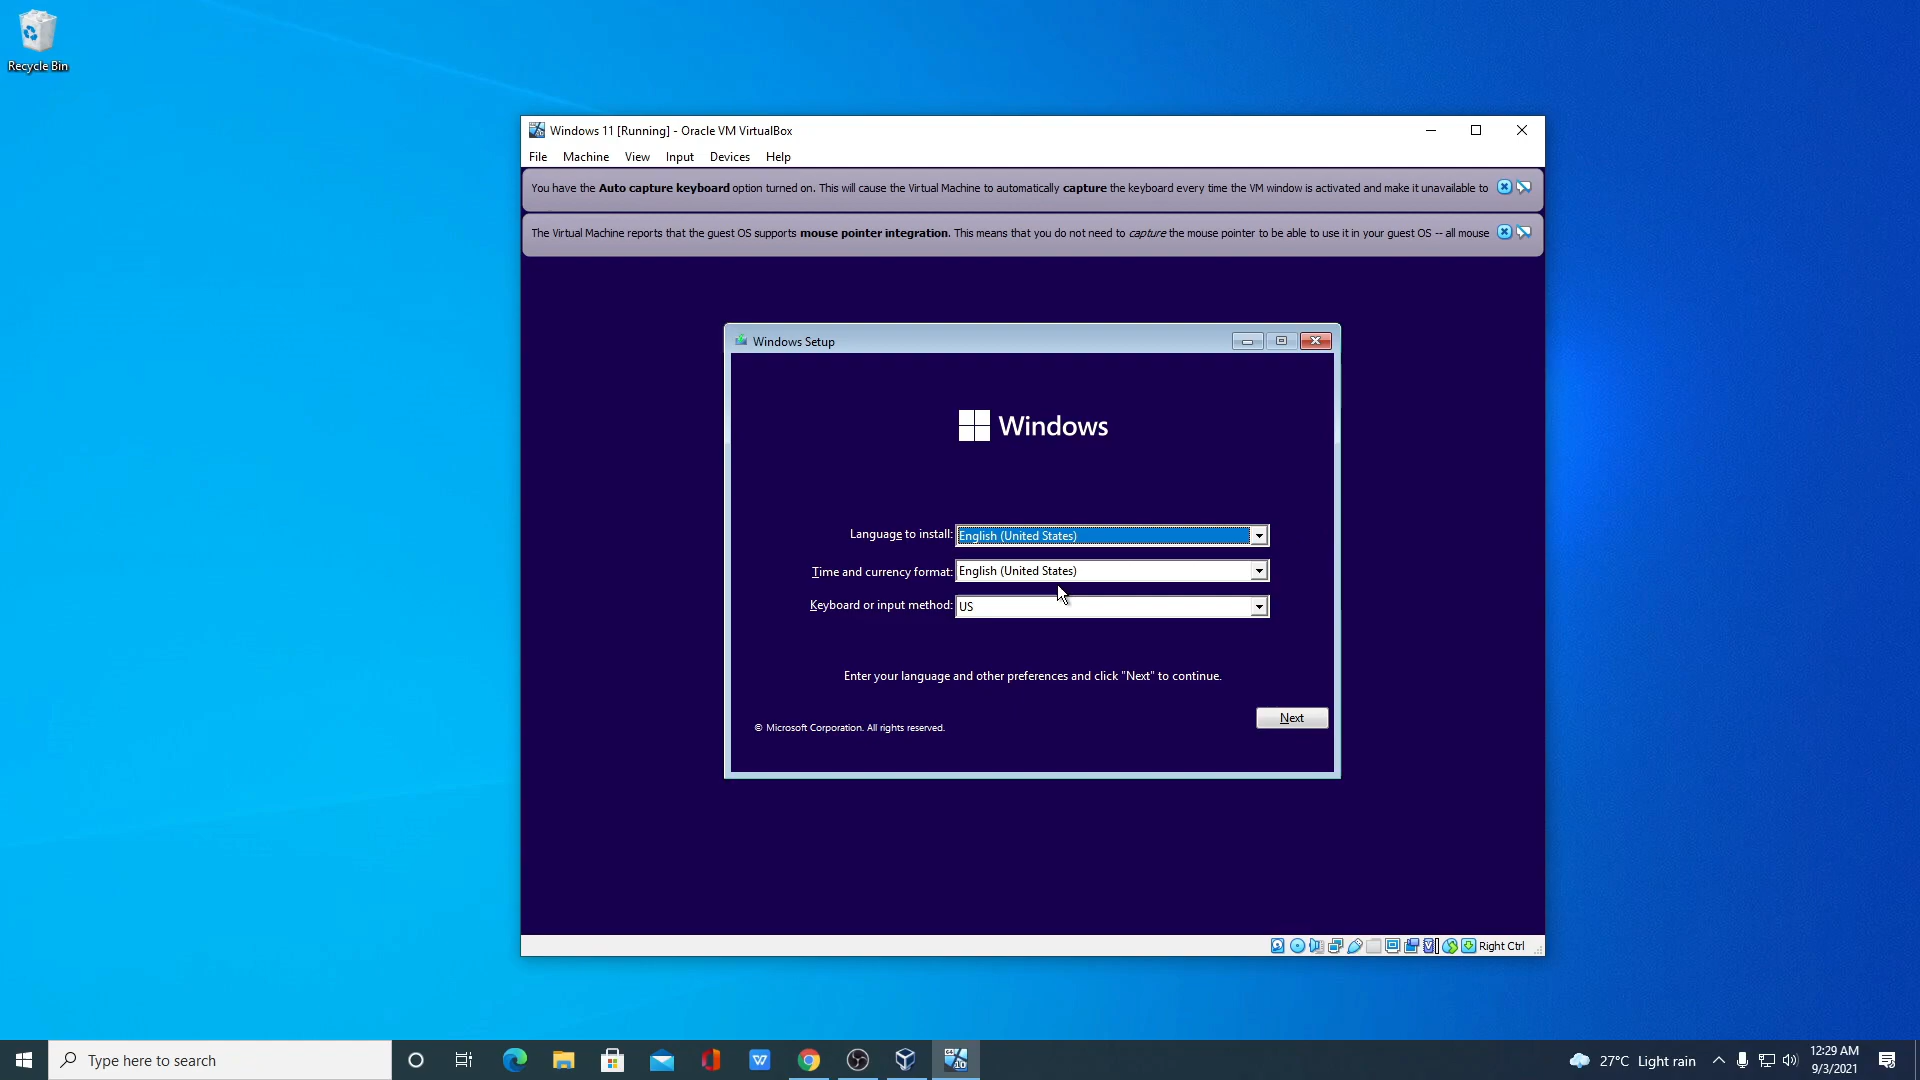 Recycle Bin
Windows 11 [Running] - Oracle VM VirtualBox
File Machine View Input Devices Help
You have the Auto capture keyboard option turned on. This will cause the Virtual Machine to automatically capture the keyboard every time the VM window is activated and make it unavailable to
The Virtual Machine reports that the guest OS supports mouse pointer integration. This means that you do not need to capture the mouse pointer to be able to use it in your guest OS -- all mouse
Windows Setup
Windows
Language to install: English (United States)
Time and currency format: English (United States)
Keyboard or input method: US
Enter your language and other preferences and click "Next" to continue.
Next
© Microsoft Corporation. All rights reserved.
Right Ctrl
Type here to search
27°C Light rain
12:29 AM
9/3/2021